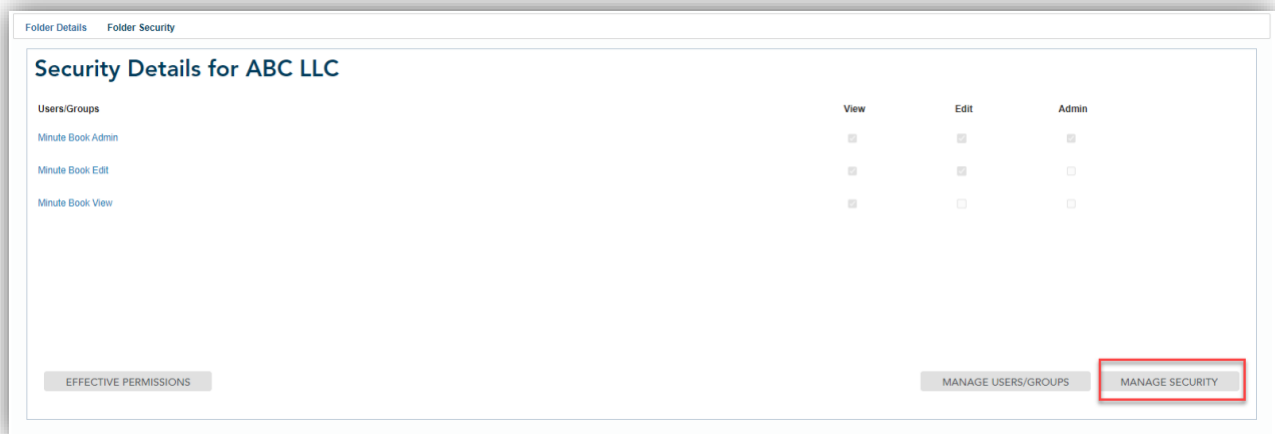 Folder Details Folder Security
Security Details for ABC LLC
Users/Groups View Edit Admin
Minute Book Admin
Minute Book Edit
Minute Book View
EFFECTIVE PERMISSIONS MANAGE USERS/GROUPS MANAGE SECURITY